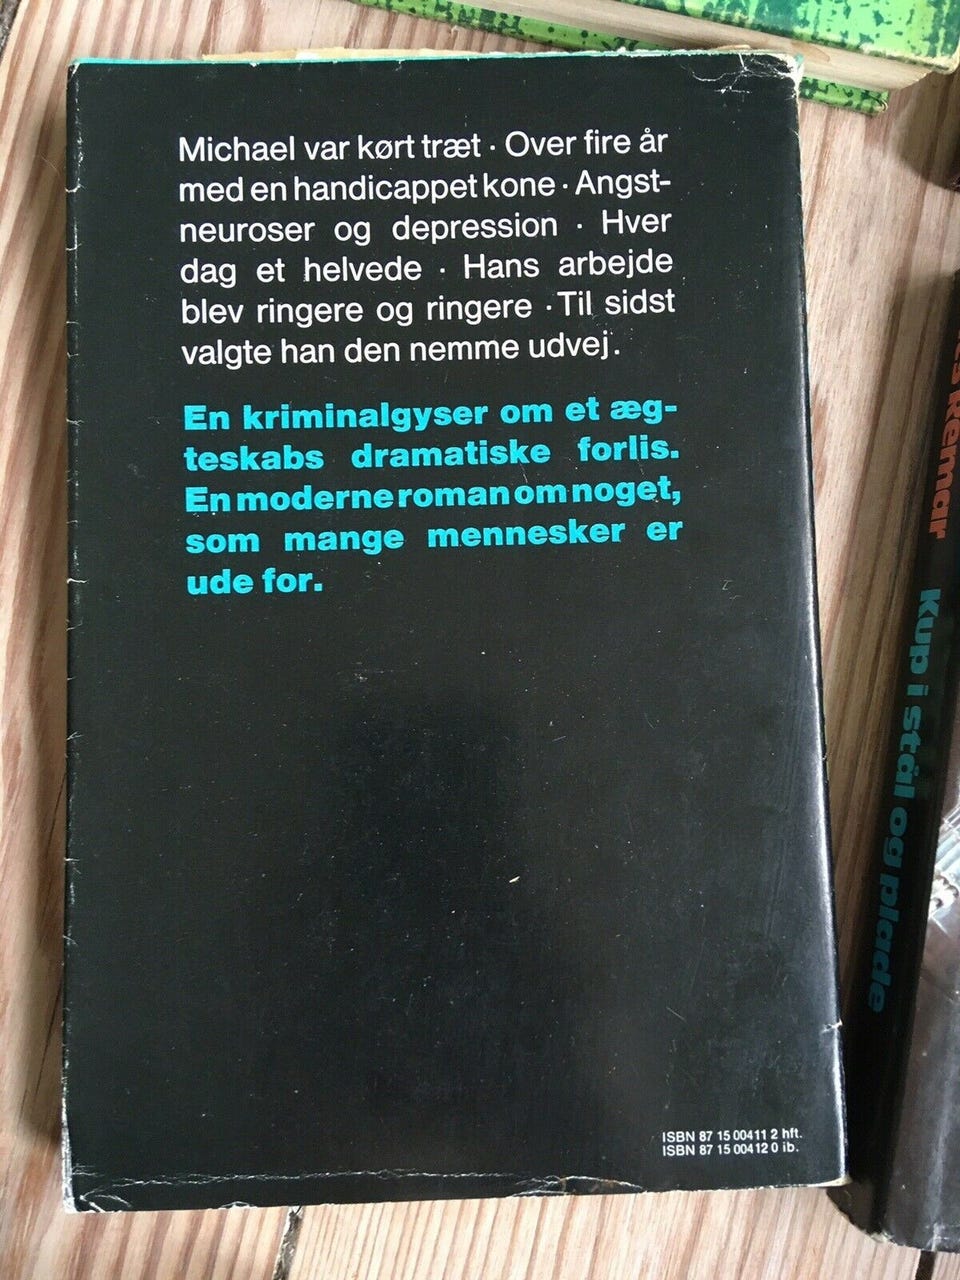 Michael var kørt træt · Over fire år
med en handicappet kone · Angst-
neuroser og depression · Hver
dag et helvede · Hans arbejde
blev ringere og ringere · Til sidst
valgte han den nemme udvej.
En kriminalgyser om et æg-
teskabs dramatiske forlis.
En moderne roman om noget,
som mange mennesker er
ude for.
ISBN 87 15 00411 2 hft.
ISBN 87 15 00412 0 ib.
Remar
Kup i stål og plade